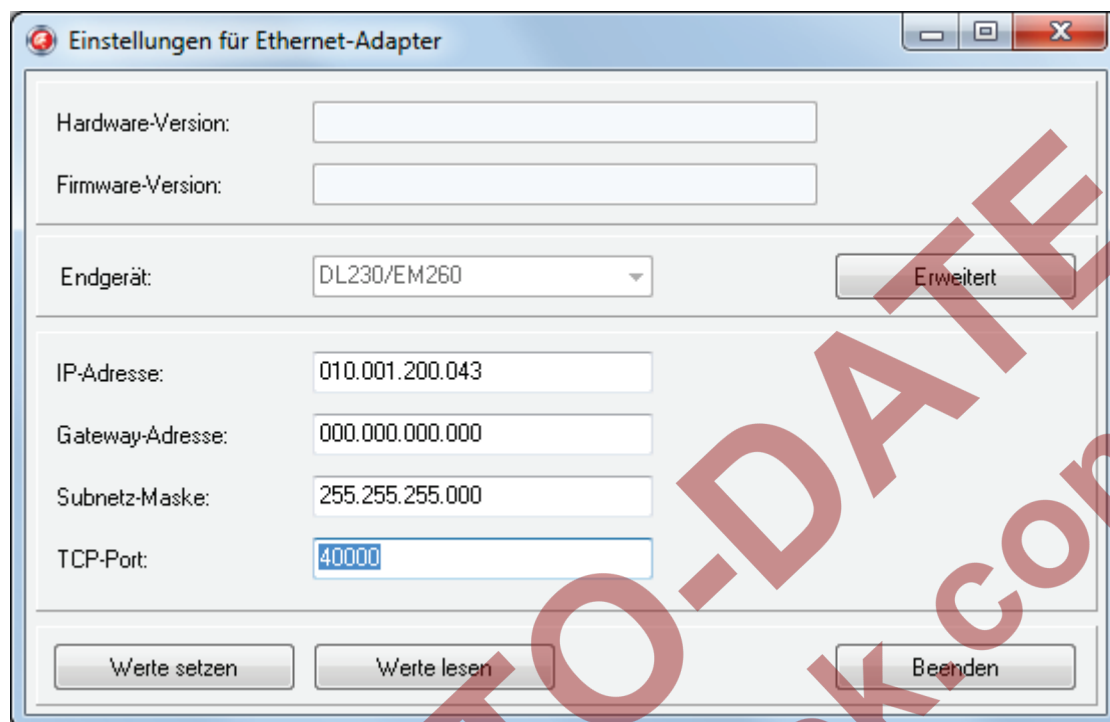 Einstellungen für Ethernet-Adapter
Hardware-Version:
Firmware-Version:
Endgerät: DL230/EM260 Erweitert
IP-Adresse: 010.001.200.043
Gateway-Adresse: 000.000.000.000
Subnetz-Maske: 255.255.255.000
TCP-Port: 40000
Werte setzen Werte lesen Beenden
TO-DATE